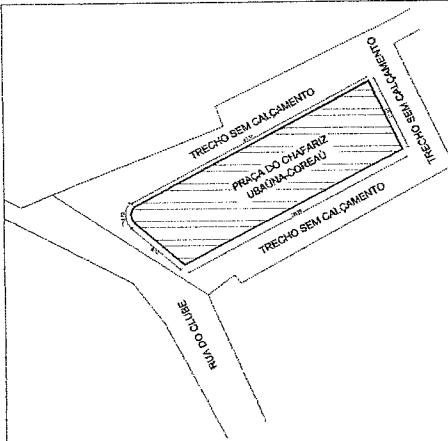 TRECHO SEM CALÇAMENTO
TRECHO SEM CALÇAMENTO
PRAÇA DO CHAFARIZ
UBAÚNA-COREAÚ
TRECHO SEM CALÇAMENTO
RUA DO CLUBE